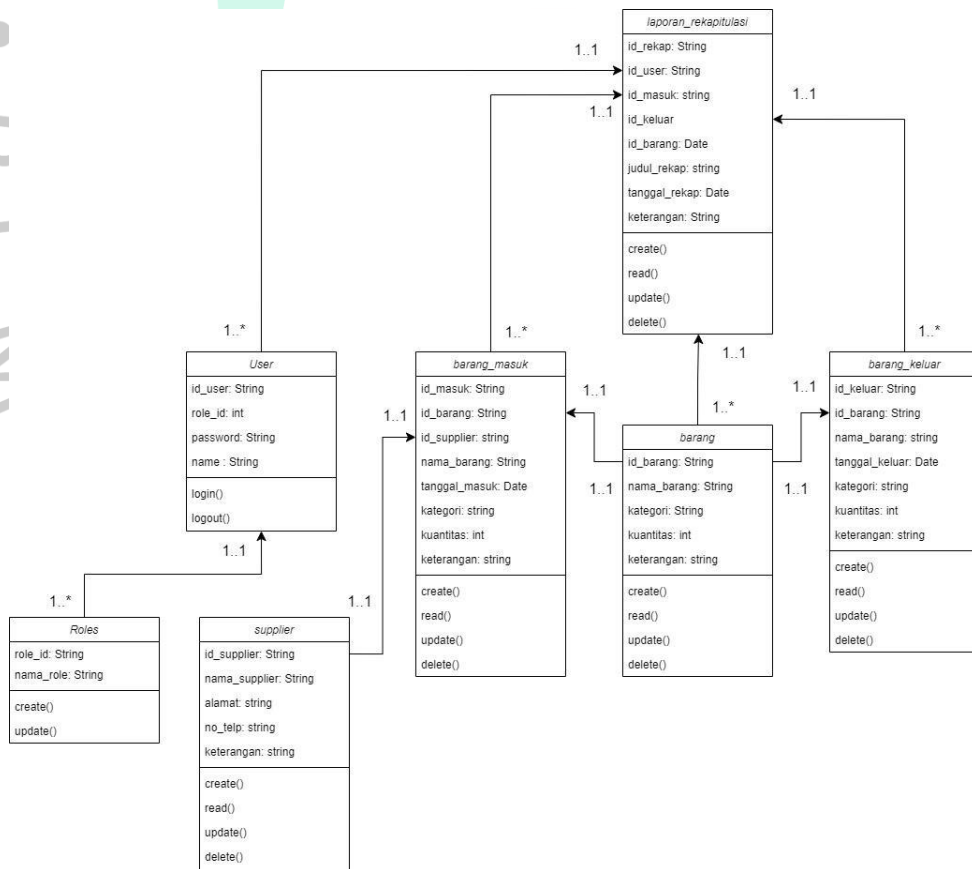 laporan_rekapitulasi
id_rekap: String
id_user: String
id_masuk: string
id_keluar
id_barang: Date
judul_rekap: string
tanggal_rekap: Date
keterangan: String
create()
read()
update()
delete()
1..1
1..1
1..1
1..1
1..*
1..*
1..*
1..*
User
id_user: String
role_id: int
password: String
name : String
login()
logout()
1..1
1..*
barang_masuk
id_masuk: String
id_barang: String
id_supplier: string
nama_barang: String
tanggal_masuk: Date
kategori: string
kuantitas: int
keterangan: string
create()
read()
update()
delete()
1..1
1..1
1..1
1..1
barang
id_barang: String
nama_barang: String
kategori: String
kuantitas: int
keterangan: string
create()
read()
update()
delete()
1..1
1..1
barang_keluar
id_keluar: String
id_barang: String
nama_barang: string
tanggal_keluar: Date
kategori: string
kuantitas: int
keterangan: string
create()
read()
update()
delete()
Roles
role_id: String
nama_role: String
create()
update()
supplier
id_supplier: String
nama_supplier: String
alamat: string
no_telp: string
keterangan: string
create()
read()
update()
delete()